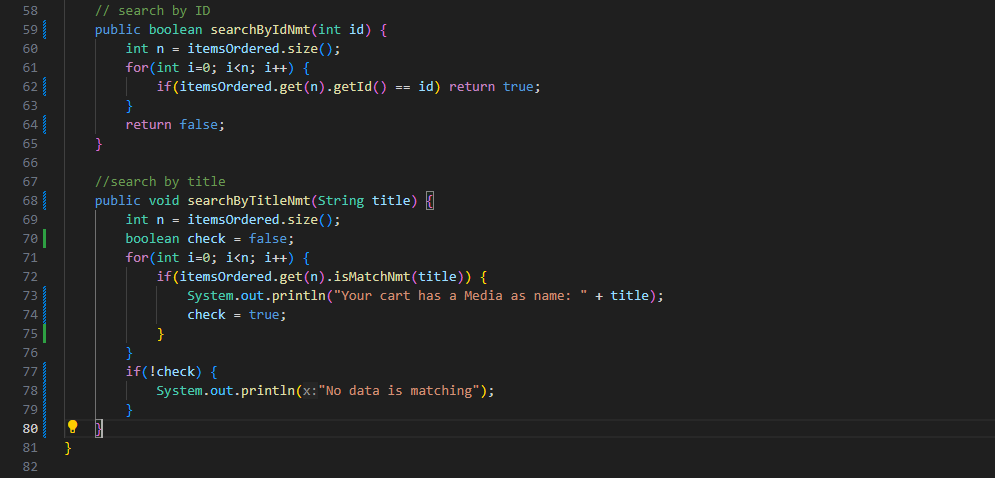 58 // search by ID
59 public boolean searchByIdNmt(int id) {
60 int n = itemsOrdered.size();
61 for(int i=0; i<n; i++) {
62 if(itemsOrdered.get(n).getId() == id) return true;
63 }
64 return false;
65 }
66
67 //search by title
68 public void searchByTitleNmt(String title) {
69 int n = itemsOrdered.size();
70 boolean check = false;
71 for(int i=0; i<n; i++) {
72 if(itemsOrdered.get(n).isMatchNmt(title)) {
73 System.out.println("Your cart has a Media as name: " + title);
74 check = true;
75 }
76 }
77 if(!check) {
78 System.out.println(x:"No data is matching");
79 }
80 }
81 }
82